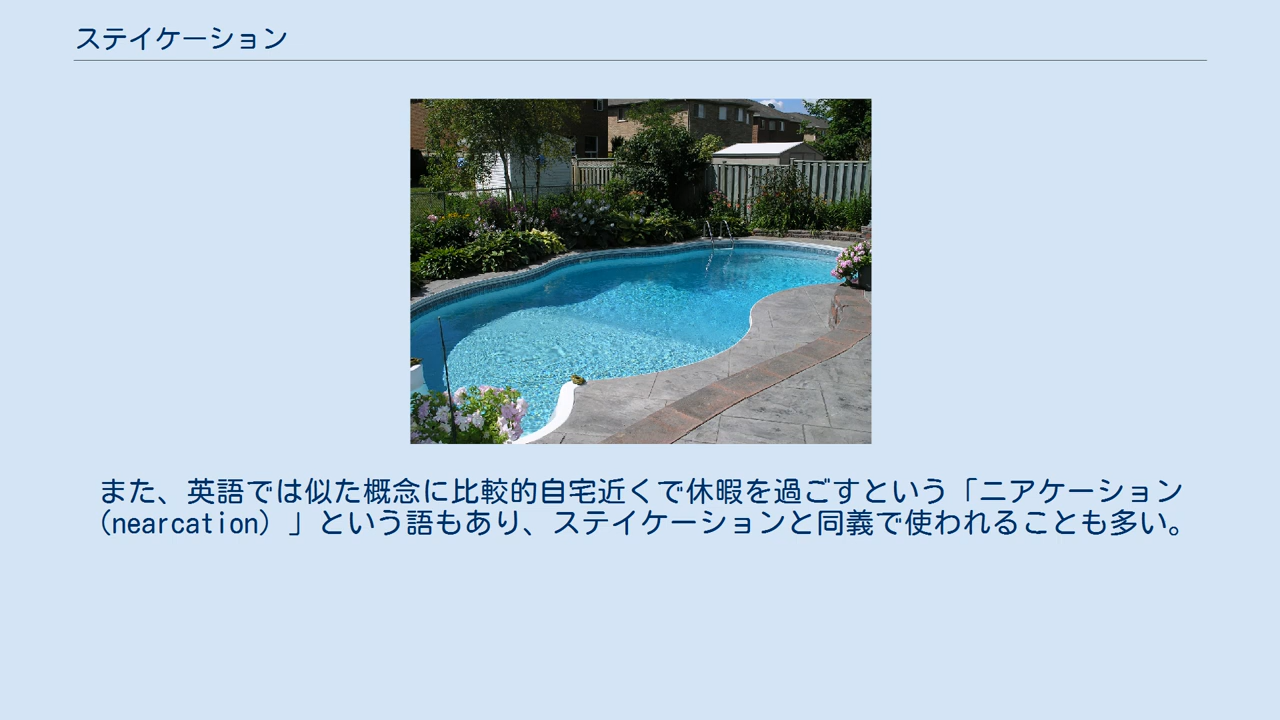 ステイケーション
また、英語では似た概念に比較的自宅近くで休暇を過ごすという「ニアケーション
(nearcation) 」という語もあり、ステイケーションと同義で使われることも多い。